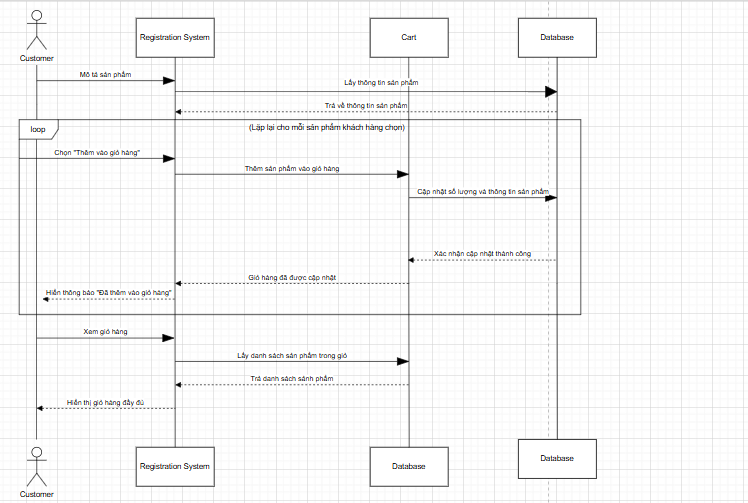 Registration System
Cart
Database
Customer
Mô tả sản phẩm
Lấy thông tin sản phẩm
Trả về thông tin sản phẩm
loop
(Lặp lại cho mỗi sản phẩm khách hàng chọn)
Chọn "Thêm vào giỏ hàng"
Thêm sản phẩm vào giỏ hàng
Cập nhật số lượng và thông tin sản phẩm
Xác nhận cập nhật thành công
Giỏ hàng đã được cập nhật
Hiển thông báo "Đã thêm vào giỏ hàng"
Xem giỏ hàng
Lấy danh sách sản phẩm trong giỏ
Trả danh sách sảnh phẩm
Hiển thị giỏ hàng đầy đủ
Registration System
Database
Database
Customer